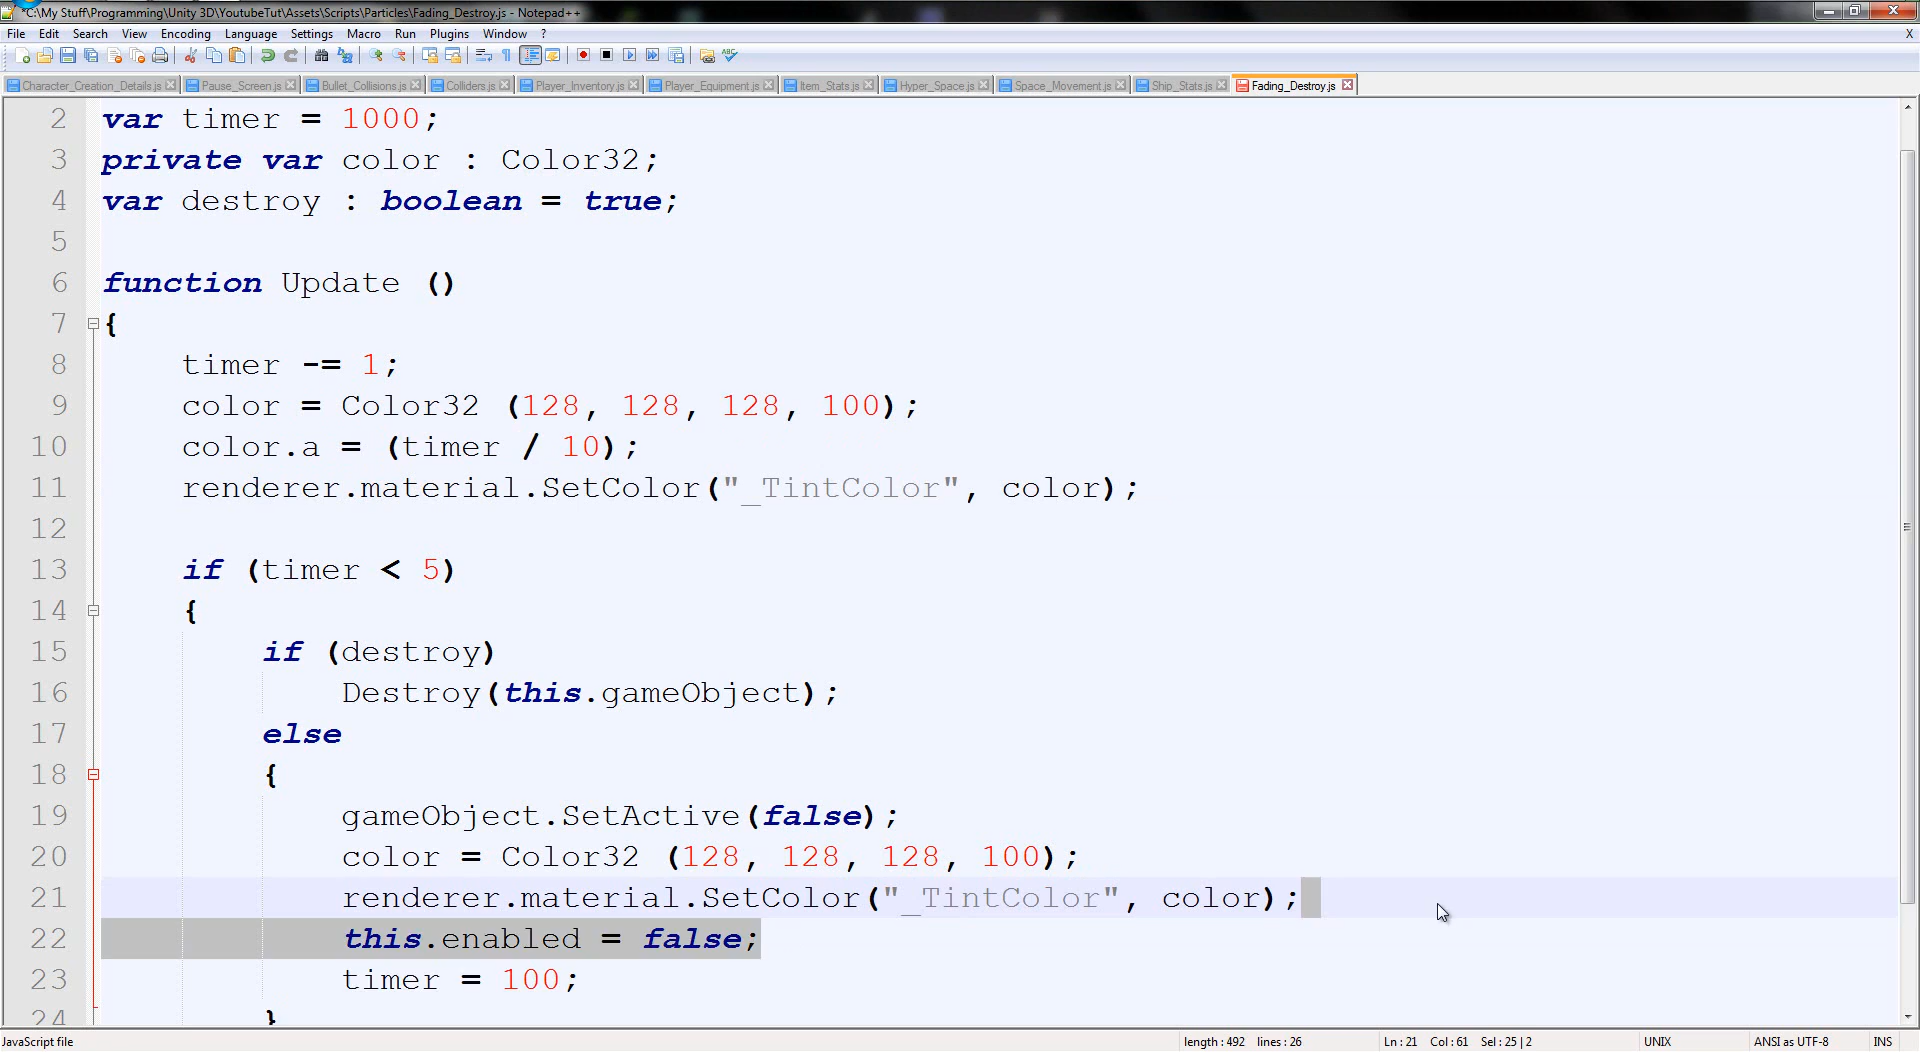 *C:\My Stuff\Programming\Unity 3D\YoutubeTut\Assets\Scripts\Particles\Fading_Destroy.js - Notepad++
File Edit Search View Encoding Language Settings Macro Run Plugins Window ? X
Character_Creation_Details.js Pause_Screen.js Bullet_Collisions.js Colliders.js Player_Inventory.js Player_Equipment.js Item_Stats.js Hyper_Space.js Space_Movement.js Ship_Stats.js Fading_Destroy.js
2 var timer = 1000;
3 private var color : Color32;
4 var destroy : boolean = true;
5
6 function Update ()
7 {
8 timer -= 1;
9 color = Color32 (128, 128, 128, 100);
10 color.a = (timer / 10);
11 renderer.material.SetColor("_TintColor", color);
12
13 if (timer < 5)
14 {
15 if (destroy)
16 Destroy(this.gameObject);
17 else
18 {
19 gameObject.SetActive(false);
20 color = Color32 (128, 128, 128, 100);
21 renderer.material.SetColor("_TintColor", color);
22 this.enabled = false;
23 timer = 100;
24 }
JavaScript file length : 492 lines : 26 Ln : 21 Col : 61 Sel : 25 | 2 UNIX ANSI as UTF-8 INS